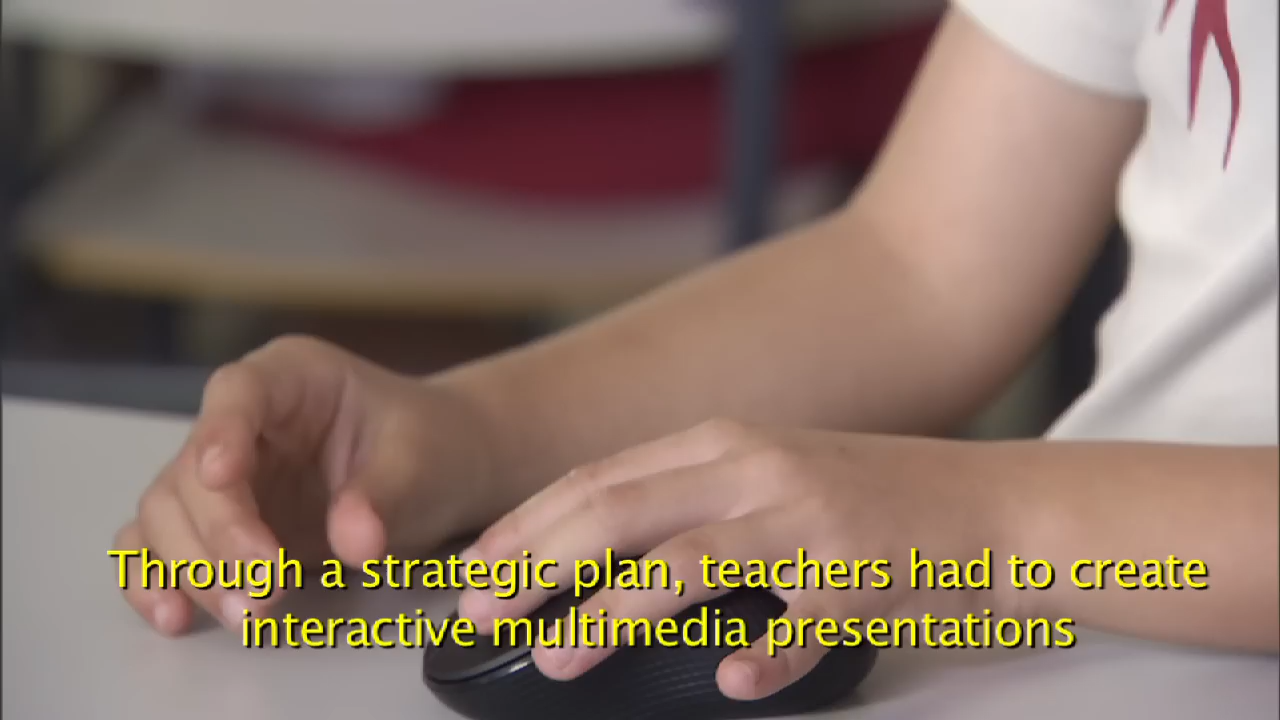 Through a strategic plan, teachers had to create
interactive multimedia presentations